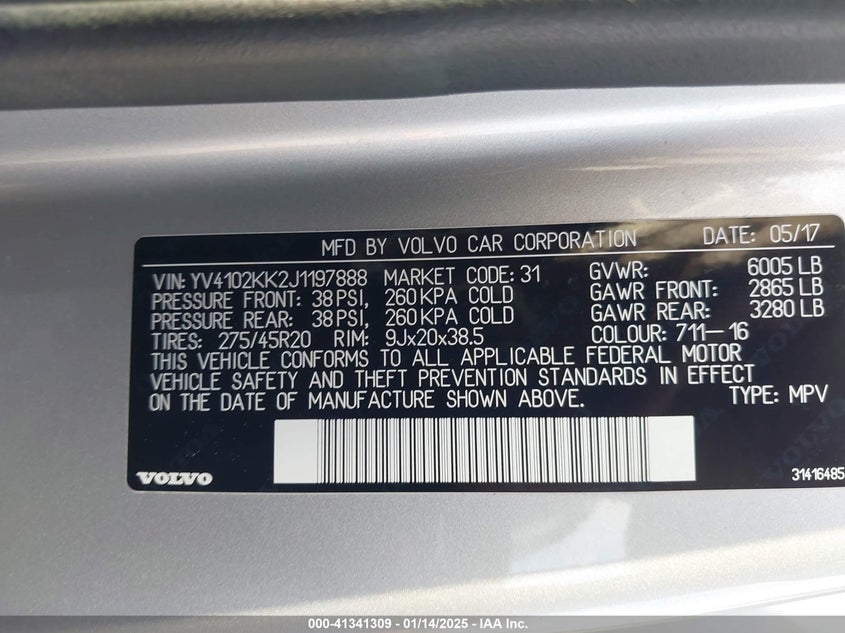 MFD BY VOLVO CAR CORPORATION DATE: 05/17
VIN: YV4102KK2J1197888 MARKET CODE: 31 GVWR: 6005 LB
PRESSURE FRONT: 38 PSI, 260 KPA COLD GAWR FRONT: 2865 LB
PRESSURE REAR: 38 PSI, 260 KPA COLD GAWR REAR: 3280 LB
TIRES: 275/45R20 RIM: 9Jx20x38.5 COLOUR: 711-16
THIS VEHICLE CONFORMS TO ALL APPLICABLE FEDERAL MOTOR
VEHICLE SAFETY AND THEFT PREVENTION STANDARDS IN EFFECT
ON THE DATE OF MANUFACTURE SHOWN ABOVE. TYPE: MPV
VOLVO 31416485
000-41341309 - 01/14/2025 - IAA Inc.